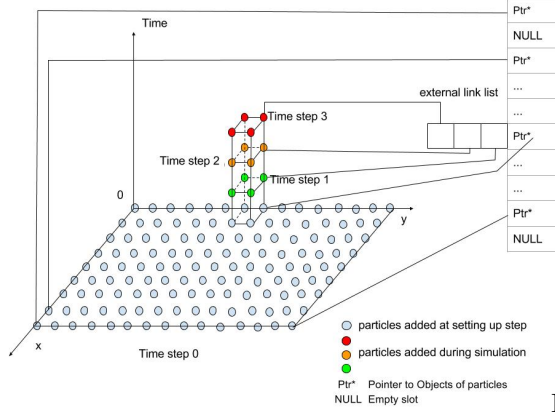 Ptr*
Time
NULL
Ptr*
...
external link list
...
Time step 3
Ptr*
Time step 2
...
Time step 1
...
0
y
Ptr*
NULL
particles added at setting up step
x
Time step 0
particles added during simulation
Ptr* Pointer to Objects of particles
NULL Empty slot